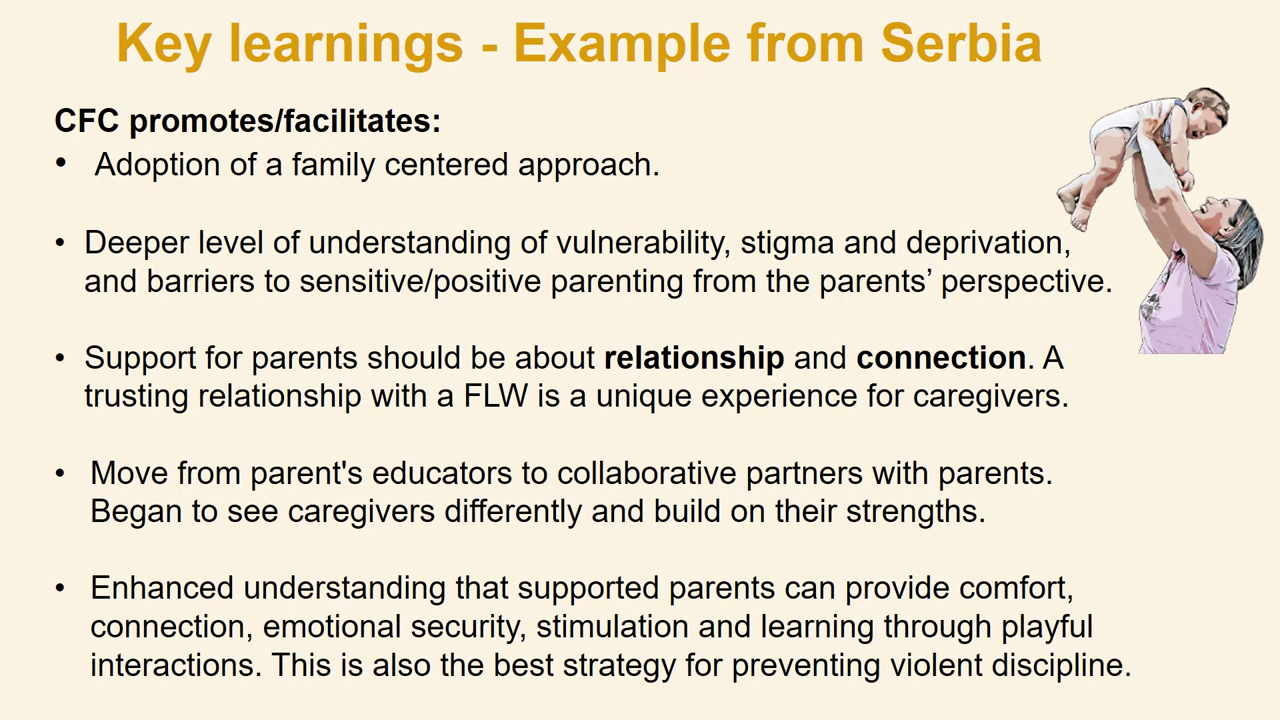 Key learnings - Example from Serbia
CFC promotes/facilitates:
• Adoption of a family centered approach.
• Deeper level of understanding of vulnerability, stigma and deprivation,
and barriers to sensitive/positive parenting from the parents’ perspective.
• Support for parents should be about relationship and connection. A
trusting relationship with a FLW is a unique experience for caregivers.
• Move from parent's educators to collaborative partners with parents.
Began to see caregivers differently and build on their strengths.
• Enhanced understanding that supported parents can provide comfort,
connection, emotional security, stimulation and learning through playful
interactions. This is also the best strategy for preventing violent discipline.